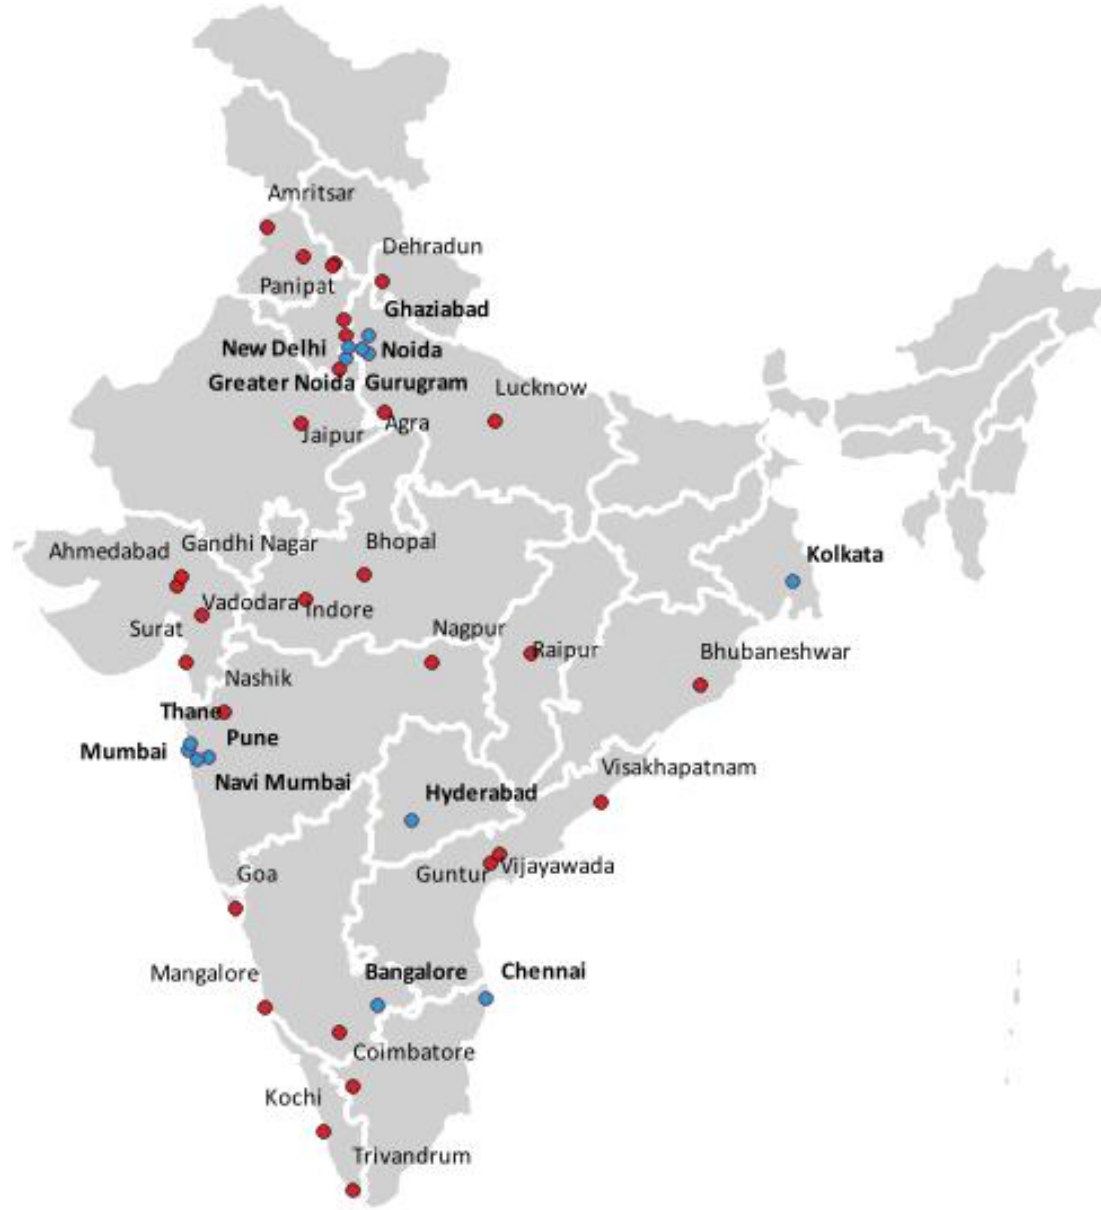 Amritsar
Dehradun
Panipat
Ghaziabad
New Delhi
Noida
Greater Noida
Gurugram
Lucknow
Jaipur
Agra
Ahmedabad
Gandhi Nagar
Bhopal
Kolkata
Vadodara
Indore
Surat
Nagpur
Raipur
Bhubaneshwar
Nashik
Thane
Pune
Mumbai
Navi Mumbai
Visakhapatnam
Hyderabad
Guntur
Vijayawada
Goa
Mangalore
Bangalore
Chennai
Coimbatore
Kochi
Trivandrum